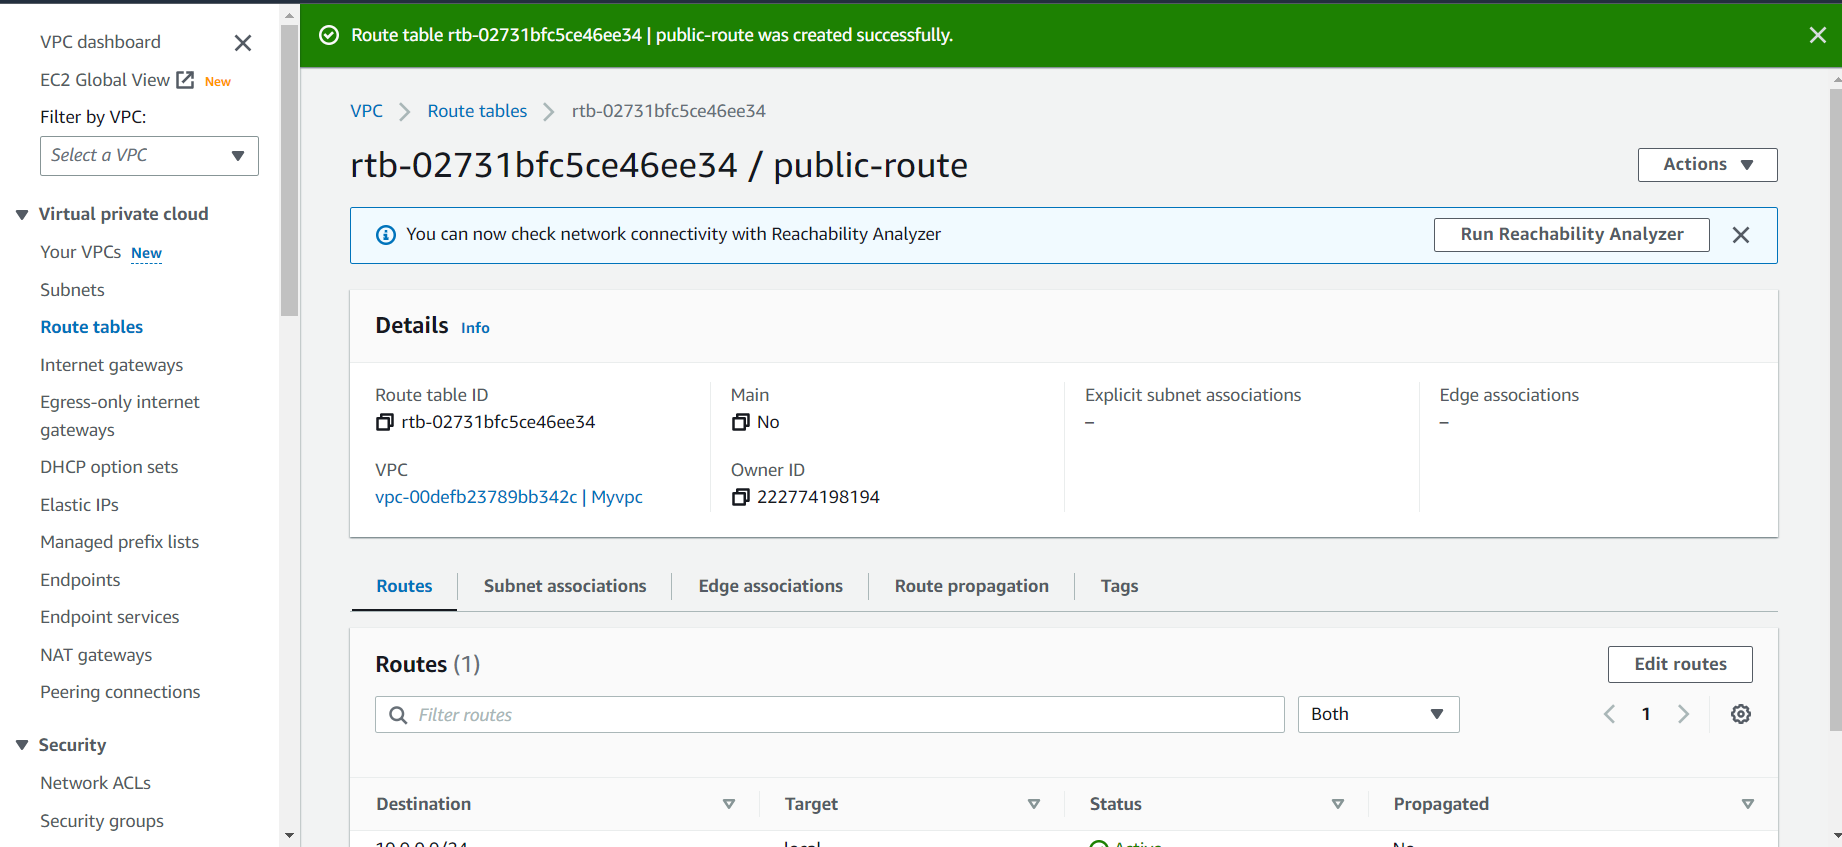 VPC dashboard
EC2 Global View New
Filter by VPC:
Select a VPC
Virtual private cloud
Your VPCs New
Subnets
Route tables
Internet gateways
Egress-only internet
gateways
DHCP option sets
Elastic IPs
Managed prefix lists
Endpoints
Endpoint services
NAT gateways
Peering connections
Security
Network ACLs
Security groups
Route table rtb-02731bfc5ce46ee34 | public-route was created successfully.
VPC Route tables rtb-02731bfc5ce46ee34
rtb-02731bfc5ce46ee34 / public-route
Actions
You can now check network connectivity with Reachability Analyzer
Run Reachability Analyzer
Details Info
Route table ID
rtb-02731bfc5ce46ee34
Main
No
Explicit subnet associations
–
Edge associations
–
VPC
vpc-00defb23789bb342c | Myvpc
Owner ID
222774198194
Routes Subnet associations Edge associations Route propagation Tags
Routes (1)
Edit routes
Filter routes
Both
1
Destination Target Status Propagated
local Active No